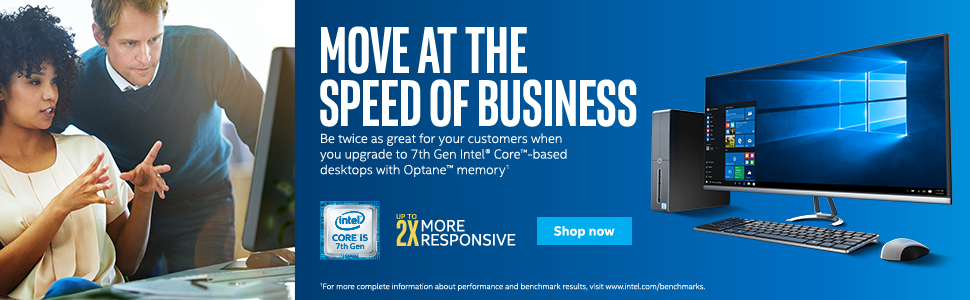 MOVE AT THE
SPEED OF BUSINESS
Be twice as great for your customers when
you upgrade to 7th Gen Intel® Core™-based
desktops with Optane™ memory¹
intel
CORE i5
7th Gen
UP TO
2X
MORE
RESPONSIVE
Shop now
¹For more complete information about performance and benchmark results, visit www.intel.com/benchmarks.